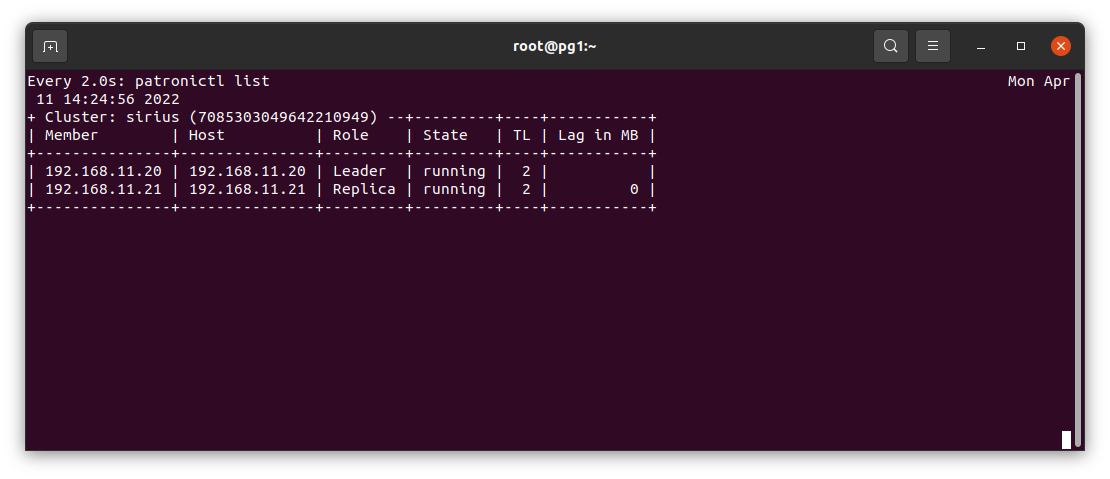 root@pg1:~
Every 2.0s: patronictl list Mon Apr
 11 14:24:56 2022
+ Cluster: sirius (7085303049642210949) --+---------+----+-----------+
| Member        | Host          | Role    | State   | TL | Lag in MB |
+---------------+---------------+---------+---------+----+-----------+
| 192.168.11.20 | 192.168.11.20 | Leader  | running |  2 |           |
| 192.168.11.21 | 192.168.11.21 | Replica | running |  2 |         0 |
+---------------+---------------+---------+---------+----+-----------+